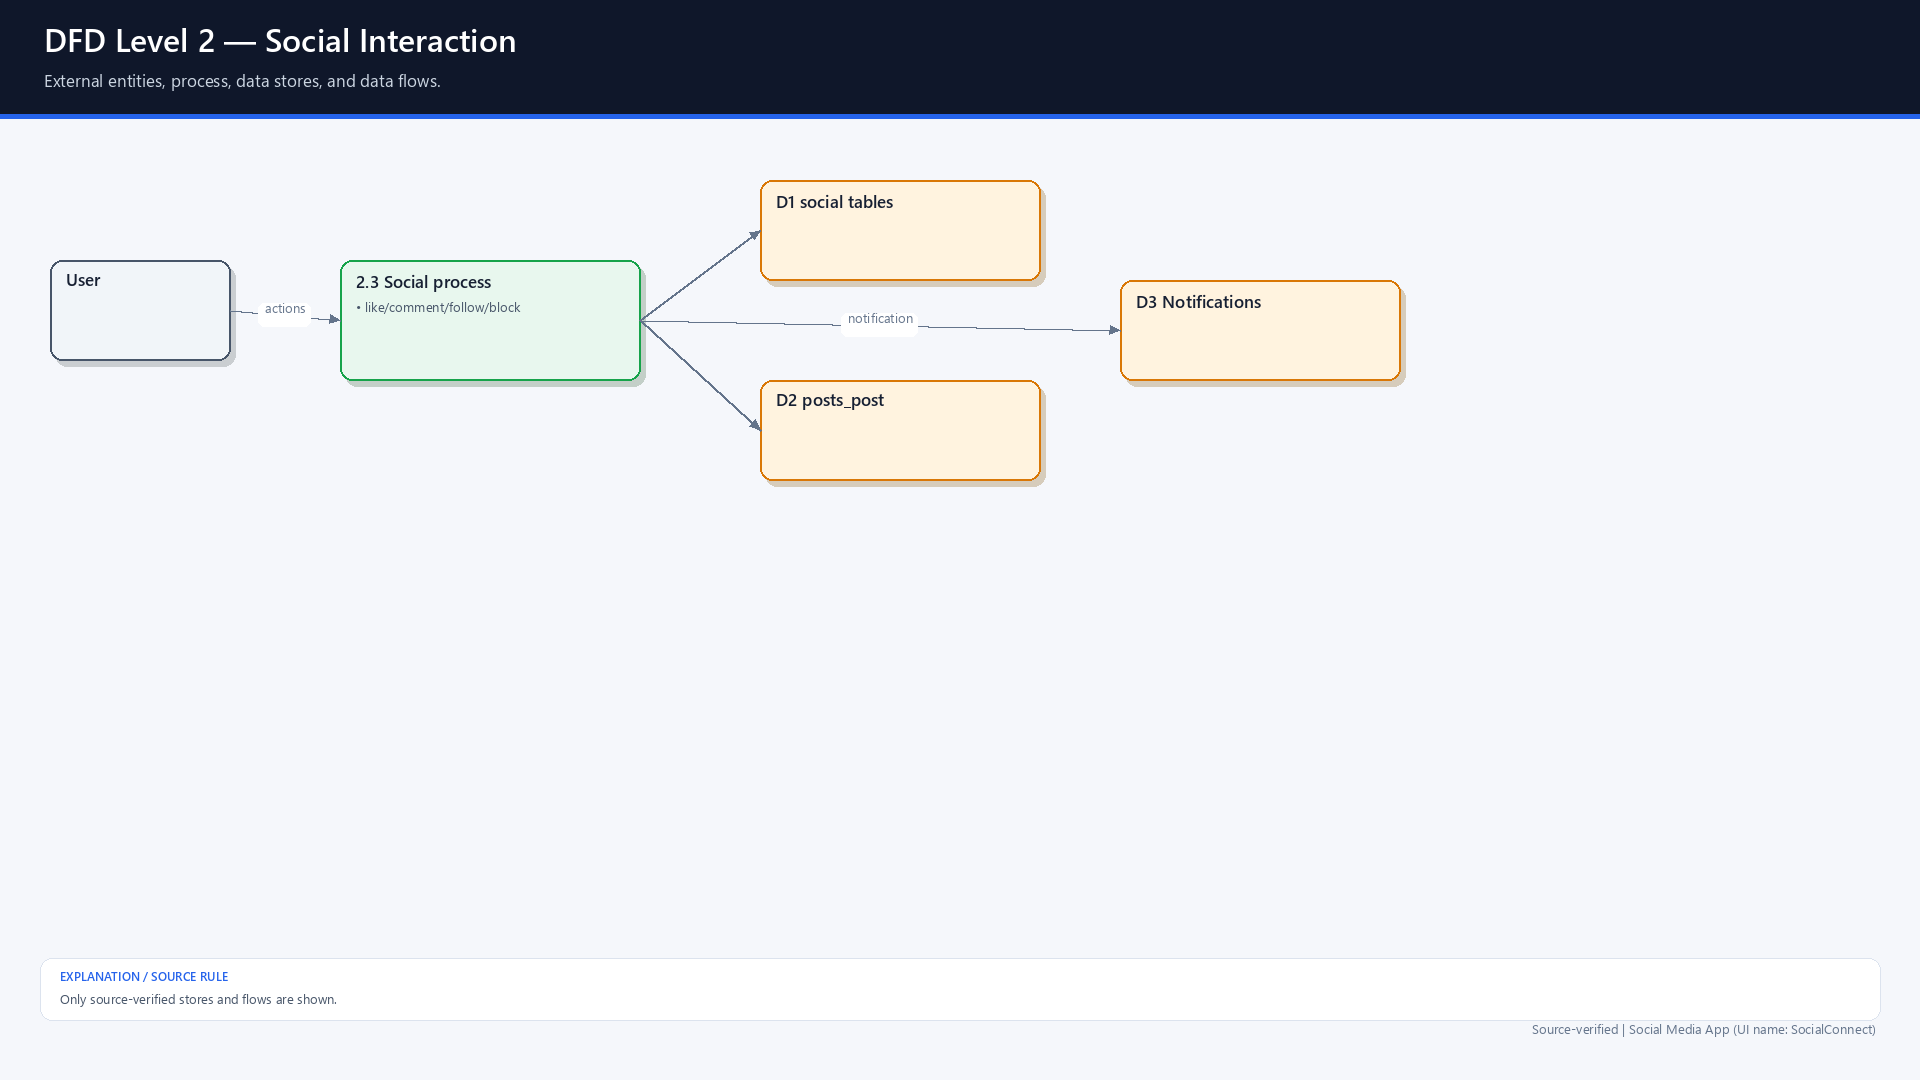 DFD Level 2 — Social Interaction
External entities, process, data stores, and data flows.
D1 social tables
User
2.3 Social process
• like/comment/follow/block
actions
notification
D3 Notifications
D2 posts_post
EXPLANATION / SOURCE RULE
Only source-verified stores and flows are shown.
Source-verified | Social Media App (UI name: SocialConnect)